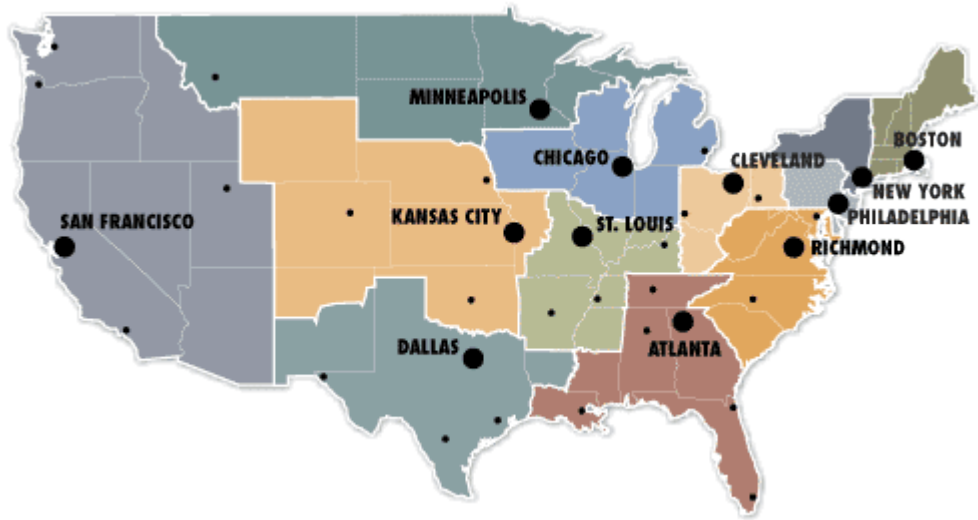 MINNEAPOLIS
BOSTON
CHICAGO
CLEVELAND
NEW YORK
SAN FRANCISCO
KANSAS CITY
ST. LOUIS
PHILADELPHIA
RICHMOND
DALLAS
ATLANTA